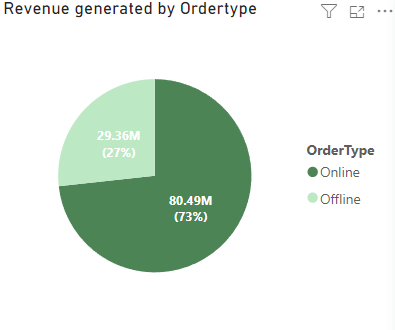 Revenue generated by Ordertype
29.36M
(27%)
80.49M
(73%)
OrderType
Online
Offline